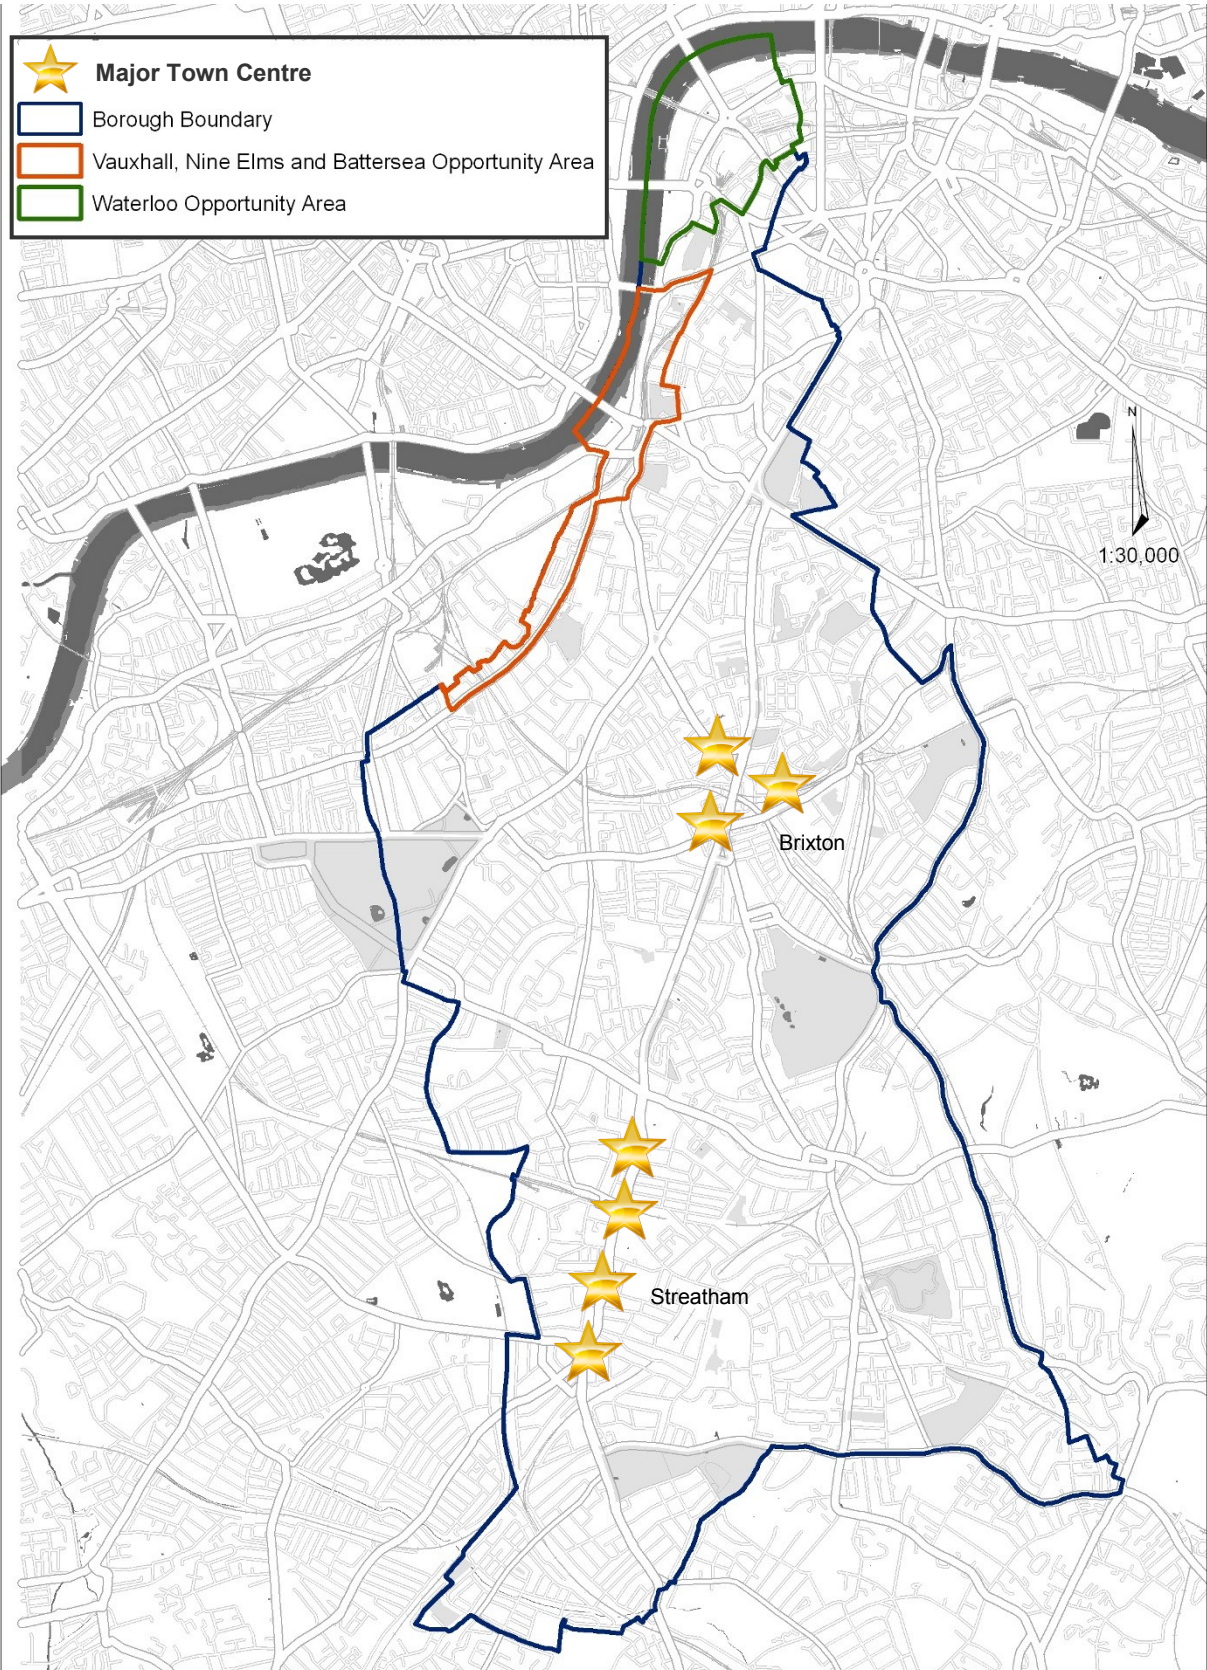 Major Town Centre
Borough Boundary
Vauxhall, Nine Elms and Battersea Opportunity Area
Waterloo Opportunity Area
N
1:30,000
Brixton
Streatham